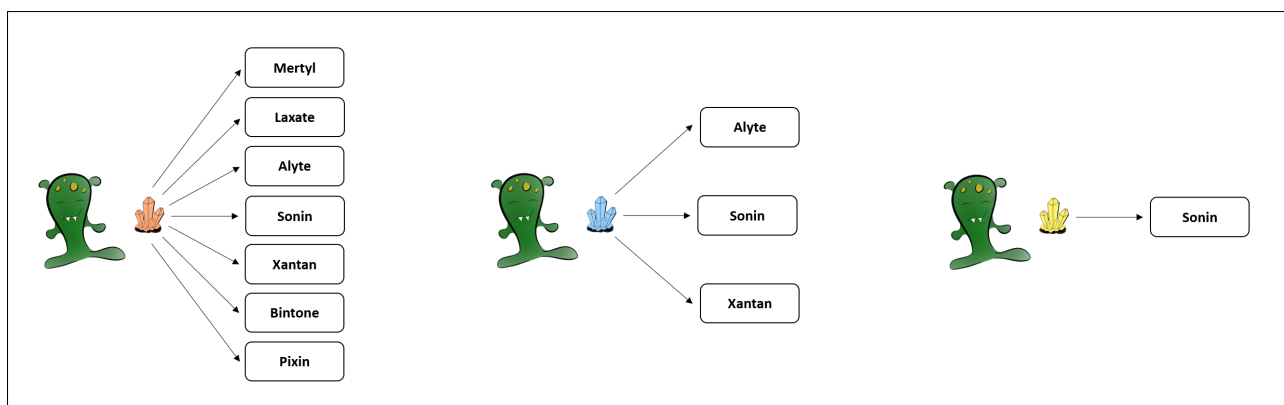 Mertyl
Laxate
Alyte
Sonin
Xantan
Bintone
Pixin
Alyte
Sonin
Xantan
Sonin